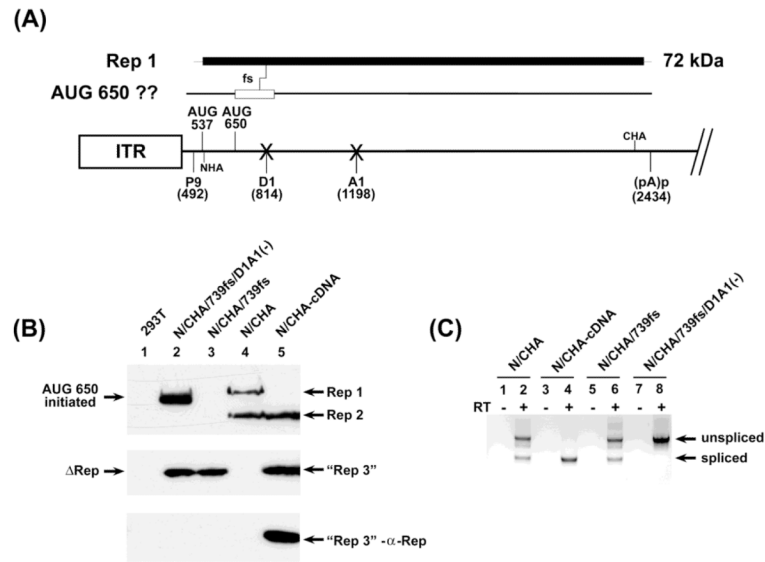 (A)
Rep 1
72 kDa
fs
AUG 650 ??
AUG
537
AUG
650
ITR
NHA
CHA
P9
(492)
D1
(814)
A1
(1198)
(pA)p
(2434)
(B)
293T
N/CHA/739fs/D1A1(-)
N/CHA/739fs
N/CHA
N/CHA-cDNA
1 2 3 4 5
AUG 650
initiated
Rep 1
Rep 2
ΔRep
“Rep 3”
“Rep 3” -α-Rep
(C)
N/CHA
N/CHA-cDNA
N/CHA/739fs
N/CHA/739fs/D1A1(-)
1 2 3 4 5 6 7 8
RT - + - + - + - +
unspliced
spliced